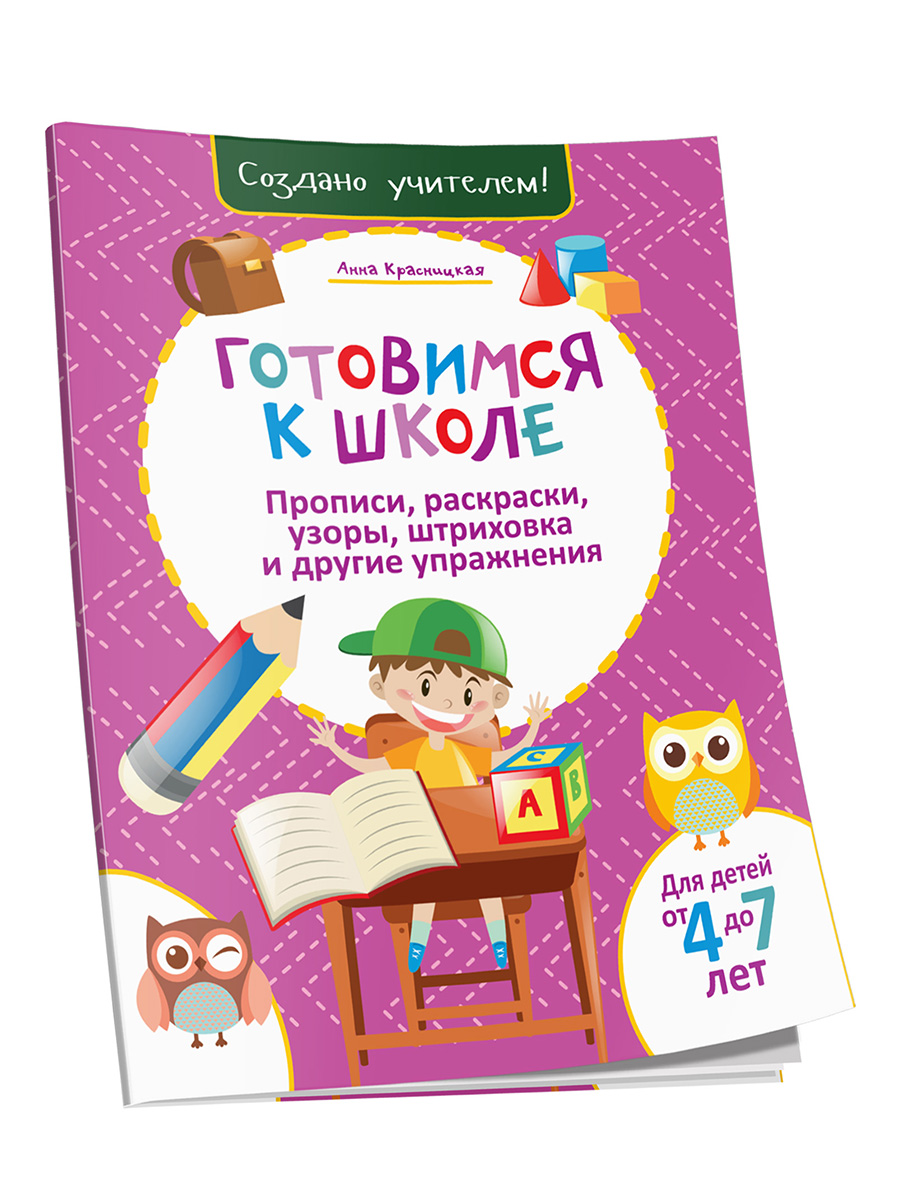 Создано учителем!
Анна Красницкая
ГОТОВИМСЯ
К ШКОЛЕ
Прописи, раскраски,
узоры, штриховка
и другие упражнения
C
A
B
Для детей
от 4 до 7
лет